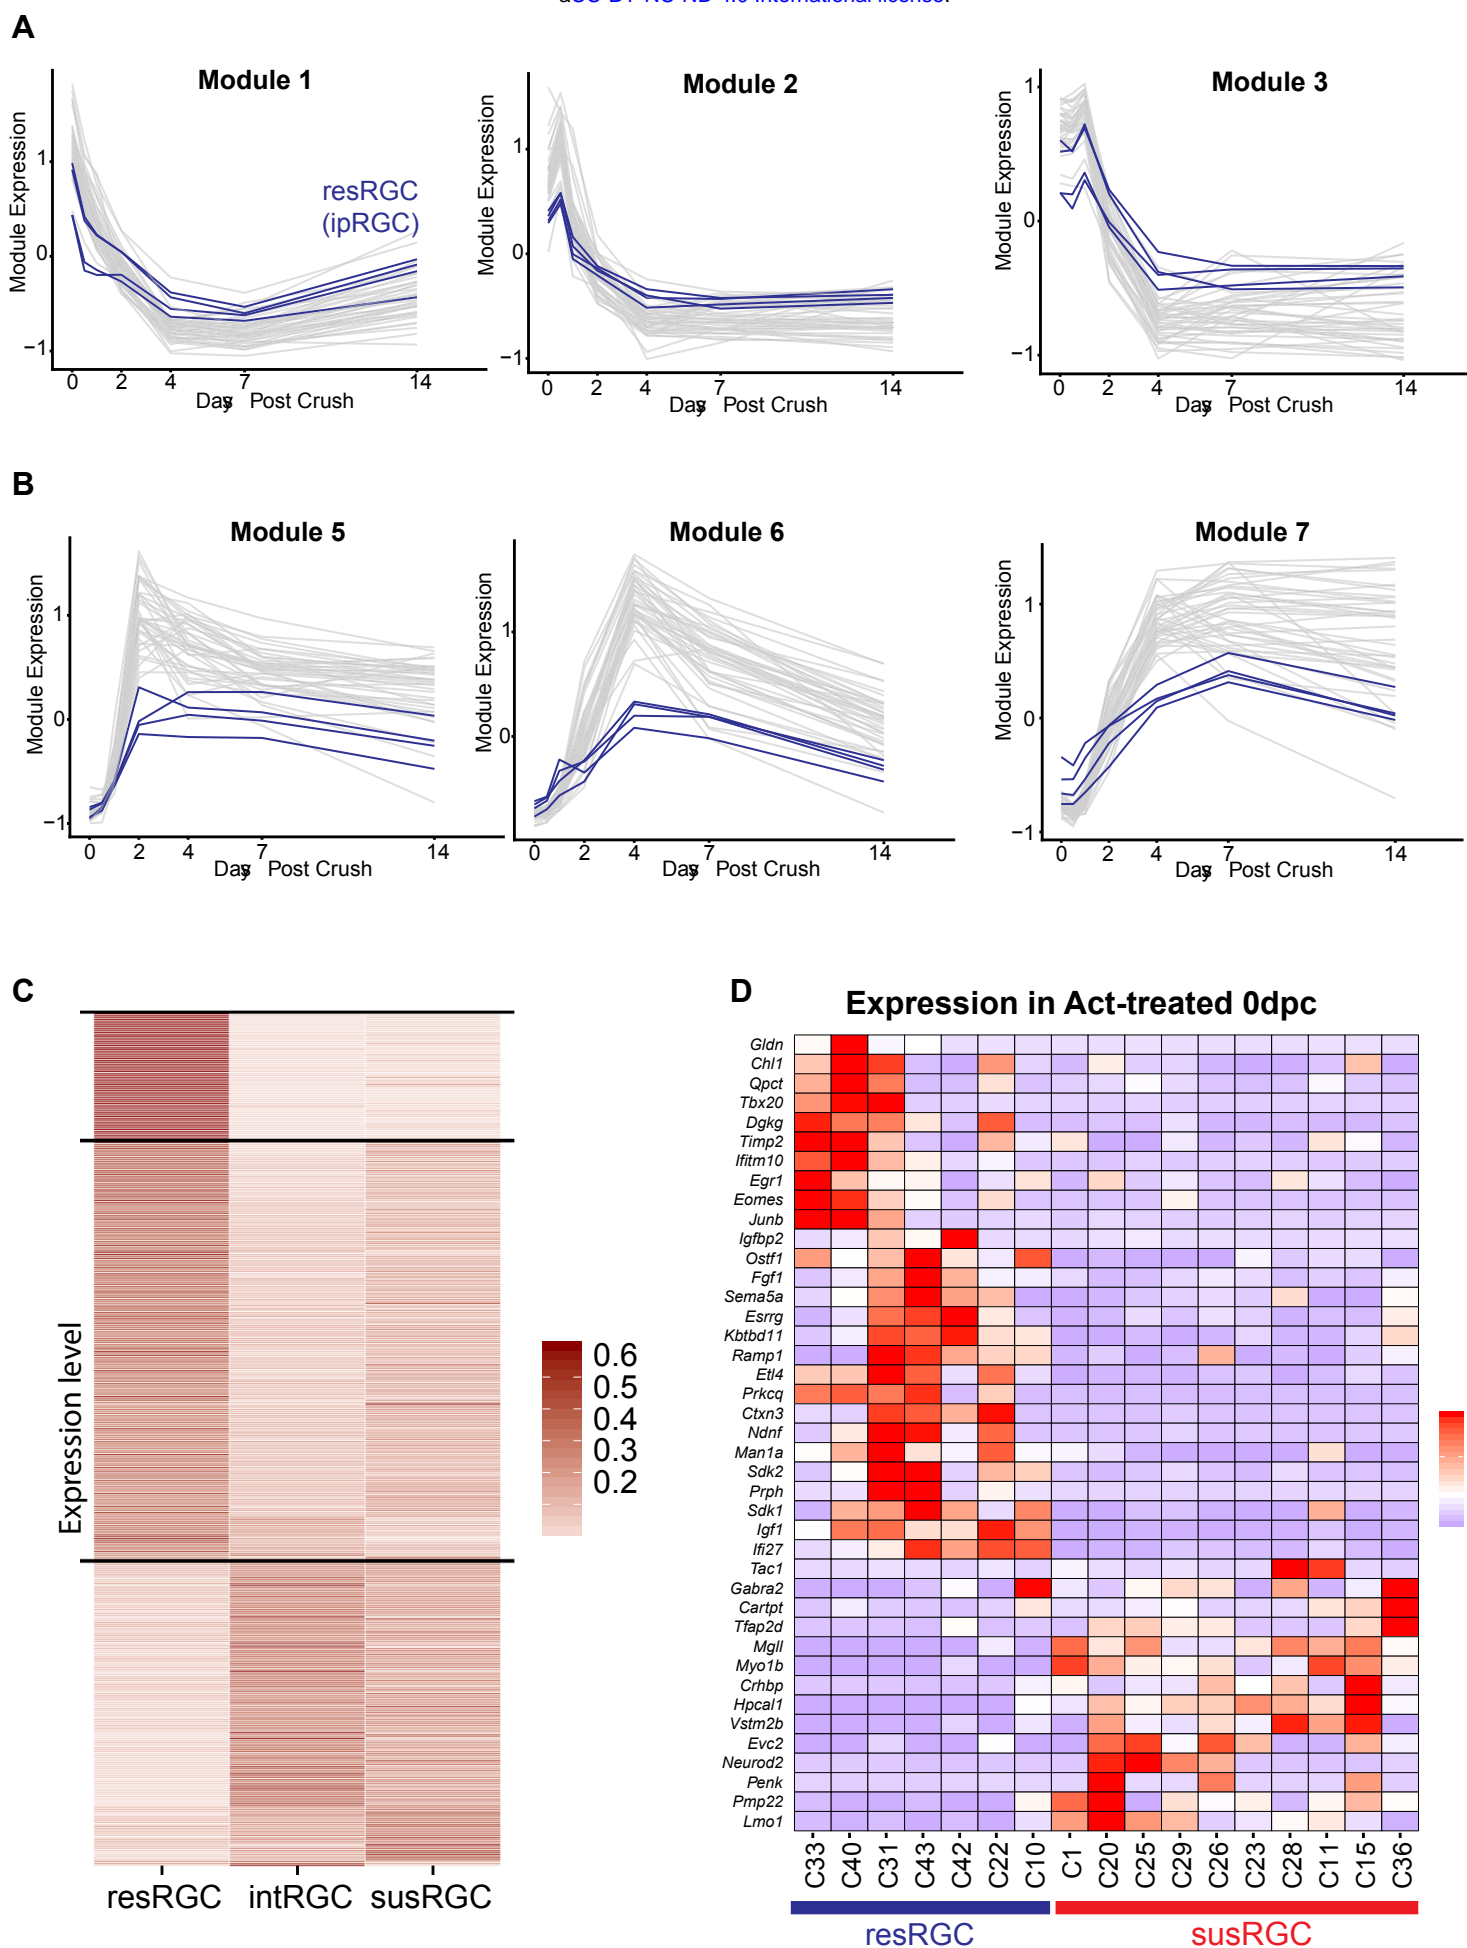 A
Module 1
Module Expression
1
0
−1
resRGC
(ipRGC)
0 2 4 7 14
Days Post Crush
Module 2
Module Expression
1
0
−1
0 2 4 7 14
Days Post Crush
Module 3
Module Expression
1
0
−1
0 2 4 7 14
Days Post Crush
B
Module 5
Module Expression
1
0
−1
0 2 4 7 14
Days Post Crush
Module 6
Module Expression
1
0
0 2 4 7 14
Days Post Crush
Module 7
Module Expression
1
0
−1
0 2 4 7 14
Days Post Crush
C
Expression level
0.6
0.5
0.4
0.3
0.2
resRGC intRGC susRGC
D
Expression in Act-treated 0dpc
Gldn
Chl1
Qpct
Tbx20
Dgkg
Timp2
Ifitm10
Egr1
Eomes
Junb
Igfbp2
Ostf1
Fgf1
Sema5a
Esrrg
Kbtbd11
Ramp1
Etl4
Prkcq
Ctxn3
Ndnf
Man1a
Sdk2
Prph
Sdk1
Igf1
Ifi27
Tac1
Gabra2
Cartpt
Tfap2d
Mgll
Myo1b
Crhbp
Hpcal1
Vstm2b
Evc2
Neurod2
Penk
Pmp22
Lmo1
C33 C40 C31 C43 C42 C22 C10 C1 C20 C25 C29 C26 C23 C28 C11 C15 C36
resRGC susRGC